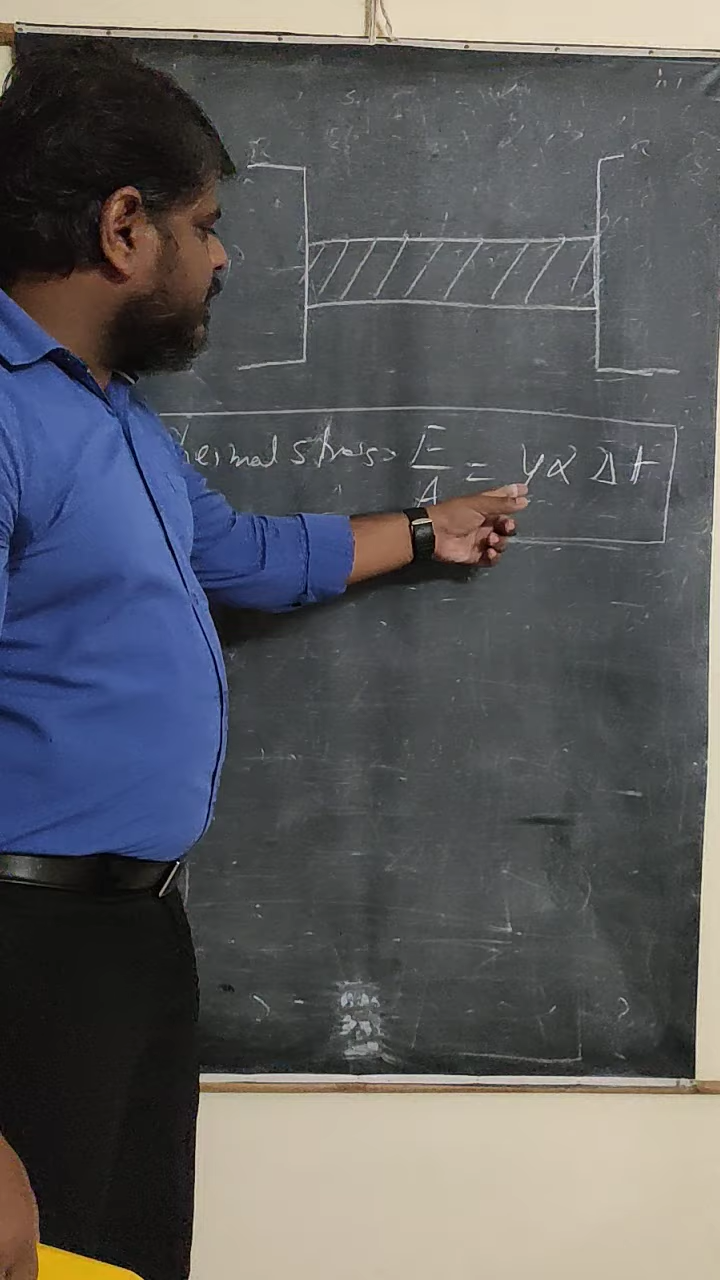 Thermal stress = F/A = Yα Δt